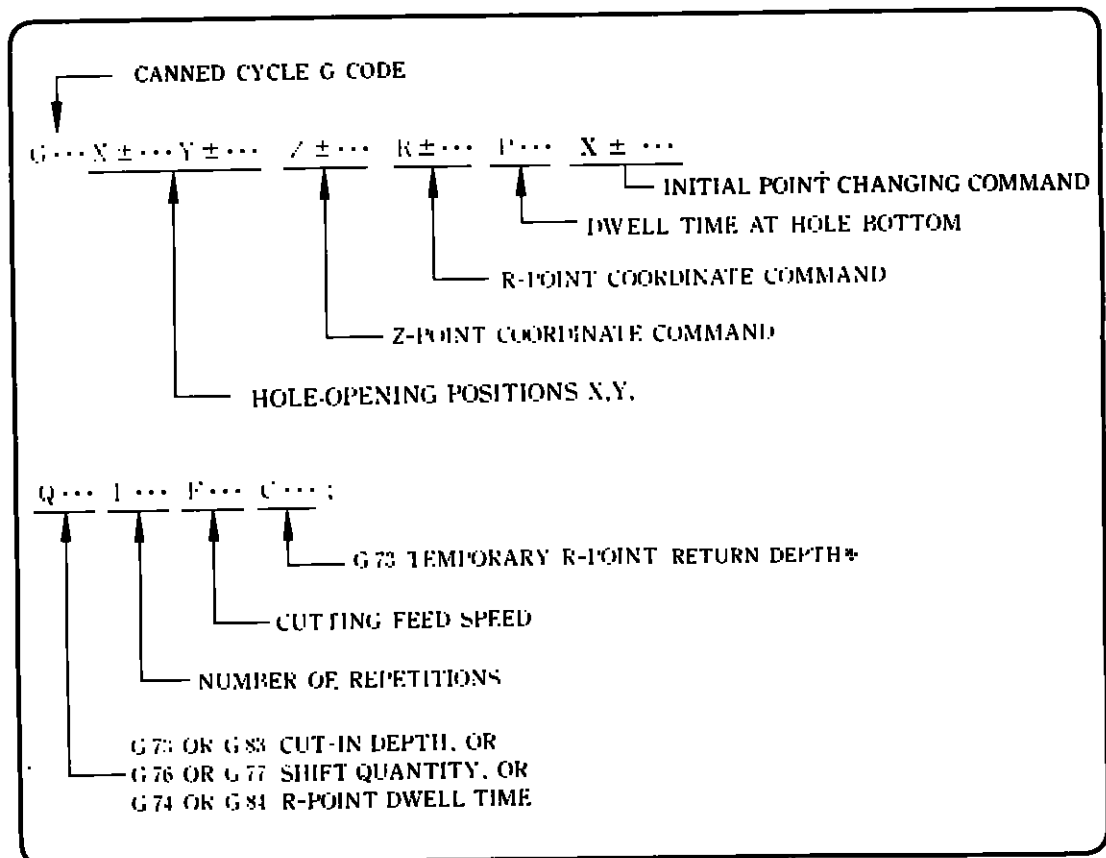 CANNED CYCLE G CODE
G··· X ±··· Y ±··· Z ±··· R ±··· P··· X ± ···
INITIAL POINT CHANGING COMMAND
DWELL TIME AT HOLE BOTTOM
R-POINT COORDINATE COMMAND
Z-POINT COORDINATE COMMAND
HOLE-OPENING POSITIONS X,Y,
Q··· ··· F··· C··· ;
G 73 TEMPORARY R-POINT RETURN DEPTH*
CUTTING FEED SPEED
NUMBER OF REPETITIONS
G 73 OR G 83 CUT-IN DEPTH, OR
G 76 OR G 77 SHIFT QUANTITY, OR
G 74 OR G 84 R-POINT DWELL TIME